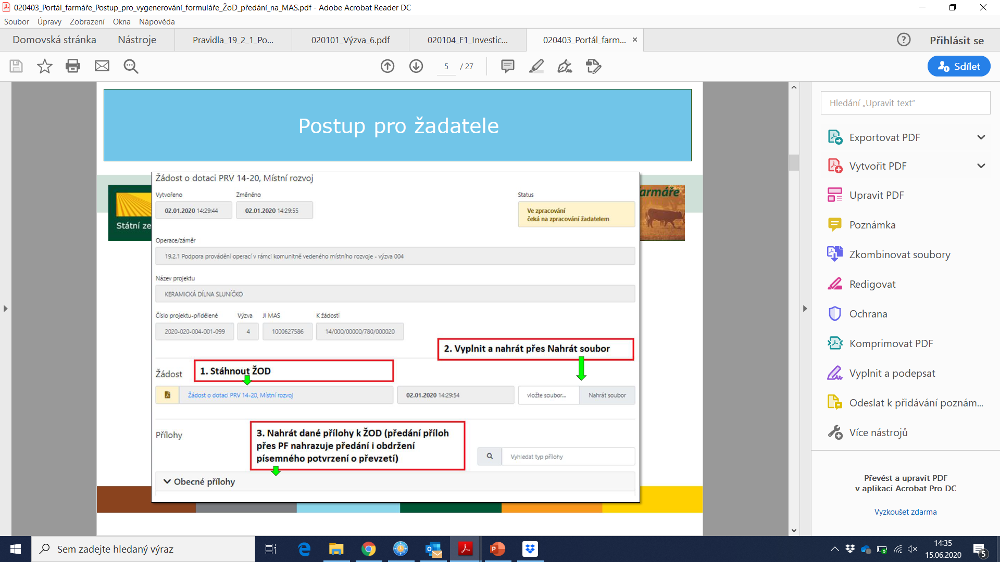 020403_Portál_farmáře_Postup_pro_vygenerování_formuláře_ŽoD_předání_na_MAS.pdf - Adobe Acrobat Reader DC
Soubor Úpravy Zobrazení Okna Nápověda
Domovská stránka Nástroje Pravidla_19_2_1_Po... 020101_Výzva_6.pdf 020104_F1_Investic... 020403_Portál_farm... × Přihlásit se
5 / 27 Sdílet
Postup pro žadatele
Žádost o dotaci PRV 14-20, Místní rozvoj
Vytvořeno Změněno Status
02.01.2020 14:29:44 02.01.2020 14:29:55
Ve zpracování
čeká na zpracování žadatelem
armáře
Státní ze
Operace/záměr
19.2.1 Podpora provádění operací v rámci komunitně vedeného místního rozvoje - výzva 004
Název projektu
KERAMICKÁ DÍLNA SLUNÍČKO
Číslo projektu-přidělené Výzva JI MAS K žádosti
2020-020-004-001-099 4 1000627586 14/000/00000/780/000020
2. Vyplnit a nahrát přes Nahrát soubor
Žádost
1. Stáhnout ŽOD
Žádost o dotaci PRV 14-20, Místní rozvoj 02.01.2020 14:29:54 vložte soubor... Nahrát soubor
Přílohy
3. Nahrát dané přílohy k ŽOD (předání příloh
přes PF nahrazuje předání i obdržení
písemného potvrzení o převzetí)
Vyhledat typ přílohy
Obecné přílohy
Hledání „Upravit text“
Exportovat PDF
Vytvořit PDF
Upravit PDF
Poznámka
Zkombinovat soubory
Redigovat
Ochrana
Komprimovat PDF
Vyplnit a podepsat
Odeslat k přidávání poznám...
Více nástrojů
Převést a upravit PDF
v aplikaci Acrobat Pro DC
Vyzkoušet zdarma
Sem zadejte hledaný výraz
14:35
15.06.2020
5